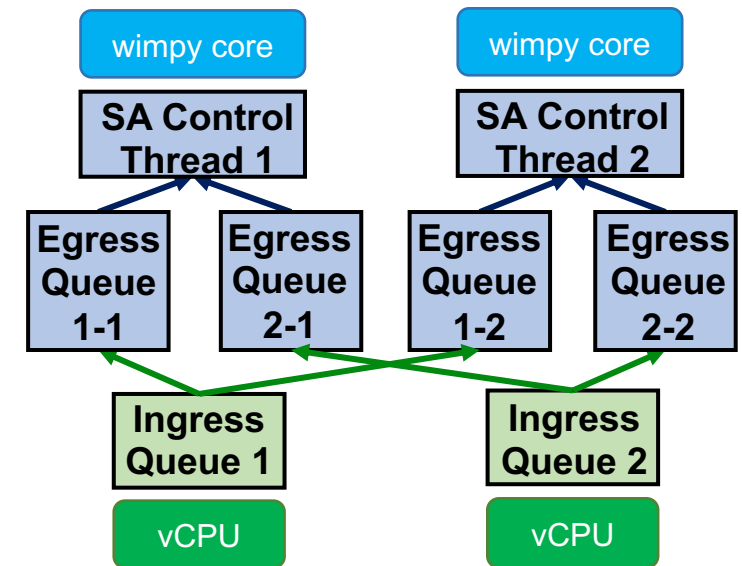 wimpy core
wimpy core
SA Control
Thread 1
SA Control
Thread 2
Egress
Queue
1-1
Egress
Queue
2-1
Egress
Queue
1-2
Egress
Queue
2-2
Ingress
Queue 1
Ingress
Queue 2
vCPU
vCPU